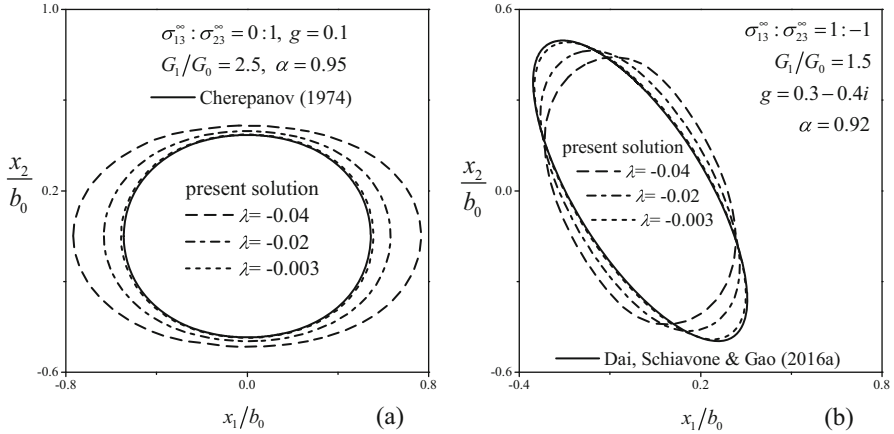 1.0
σ₁₃^∞ : σ₂₃^∞ = 0 : 1, g = 0.1
G₁/G₀ = 2.5, α = 0.95
Cherepanov (1974)
x₂/b₀
0.2
present solution
λ= -0.04
λ= -0.02
λ= -0.003
-0.6
-0.8
0.0
0.8
x₁/b₀
(a)
0.6
σ₁₃^∞ : σ₂₃^∞ = 1 : −1
G₁/G₀ = 1.5
g = 0.3 − 0.4i
α = 0.92
x₂/b₀
0.0
present solution
λ= -0.04
λ= -0.02
λ= -0.003
Dai, Schiavone & Gao (2016a)
-0.6
-0.4
0.2
0.8
x₁/b₀
(b)